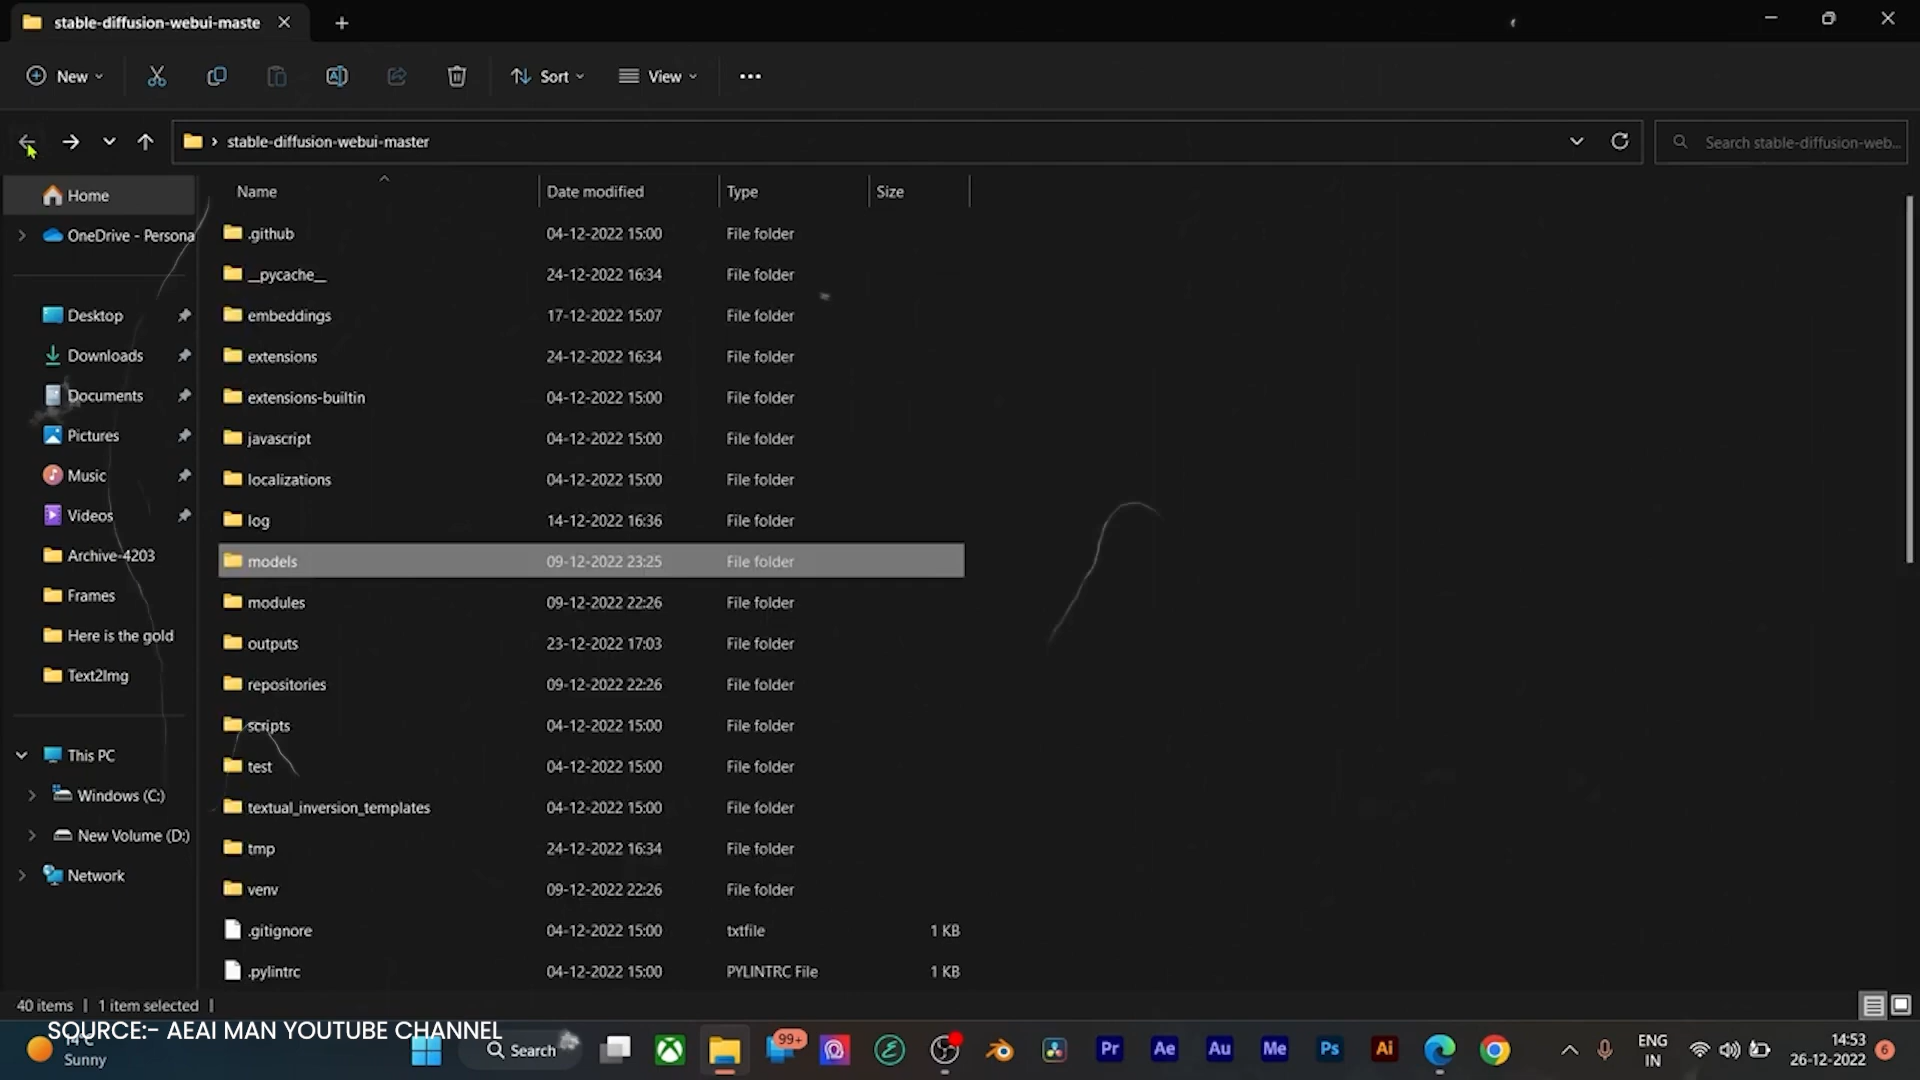 stable-diffusion-webui-maste
New
Sort
View
stable-diffusion-webui-master
Search stable-diffusion-web...
Home
OneDrive - Persona
Desktop
Downloads
Documents
Pictures
Music
Videos
Archive-4203
Frames
Here is the gold
Text2Img
This PC
Windows (C:)
New Volume (D:)
Network
Name Date modified Type Size
.github 04-12-2022 15:00 File folder
__pycache__ 24-12-2022 16:34 File folder
embeddings 17-12-2022 15:07 File folder
extensions 24-12-2022 16:34 File folder
extensions-builtin 04-12-2022 15:00 File folder
javascript 04-12-2022 15:00 File folder
localizations 04-12-2022 15:00 File folder
log 14-12-2022 16:36 File folder
models 09-12-2022 23:25 File folder
modules 09-12-2022 22:26 File folder
outputs 23-12-2022 17:03 File folder
repositories 09-12-2022 22:26 File folder
scripts 04-12-2022 15:00 File folder
test 04-12-2022 15:00 File folder
textual_inversion_templates 04-12-2022 15:00 File folder
tmp 24-12-2022 16:34 File folder
venv 09-12-2022 22:26 File folder
.gitignore 04-12-2022 15:00 txtfile 1 KB
.pylintrc 04-12-2022 15:00 PYLINTRC File 1 KB
40 items | 1 item selected |
SOURCE:- AEAI MAN YOUTUBE CHANNEL
Sunny
Search
99+
Pr
Ae
Au
Me
Ps
Ai
ENG
IN
14:53
26-12-2022
6